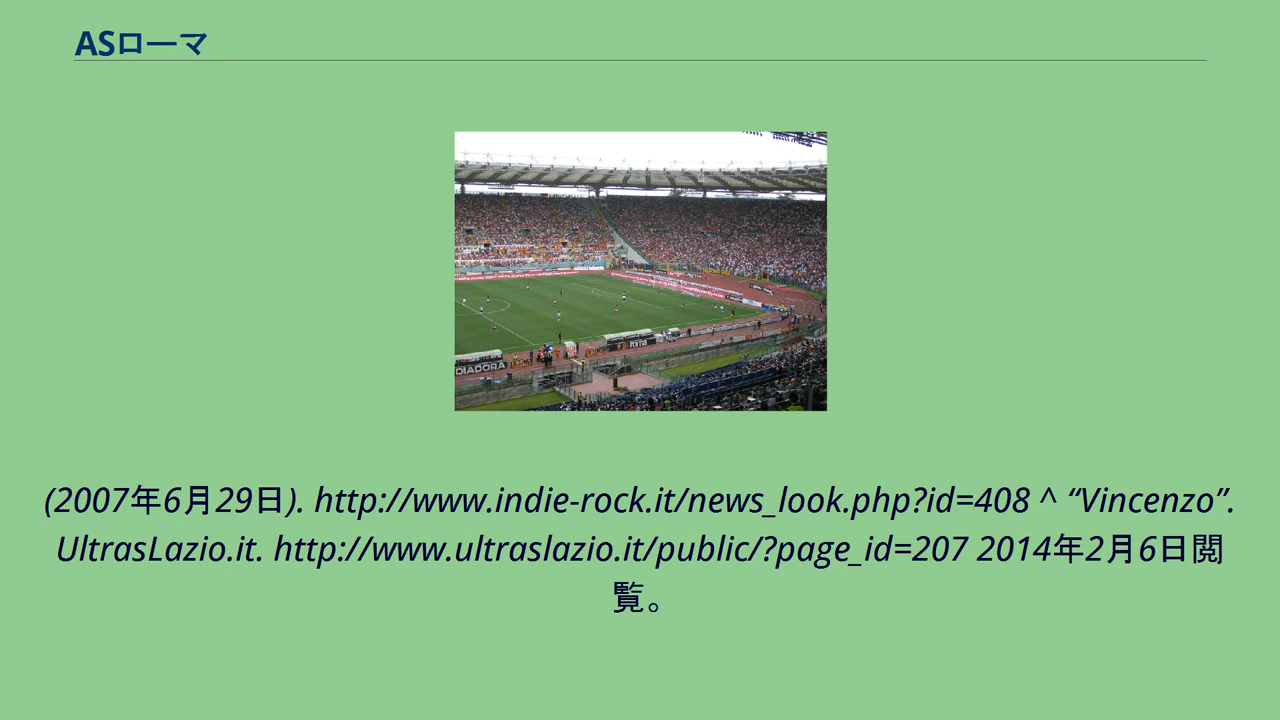 ASローマ
DIADORA
roma
(2007年6月29日). http://www.indie-rock.it/news_look.php?id=408 ^ “Vincenzo”.
UltrasLazio.it. http://www.ultraslazio.it/public/?page_id=207 2014年2月6日閲
覧。